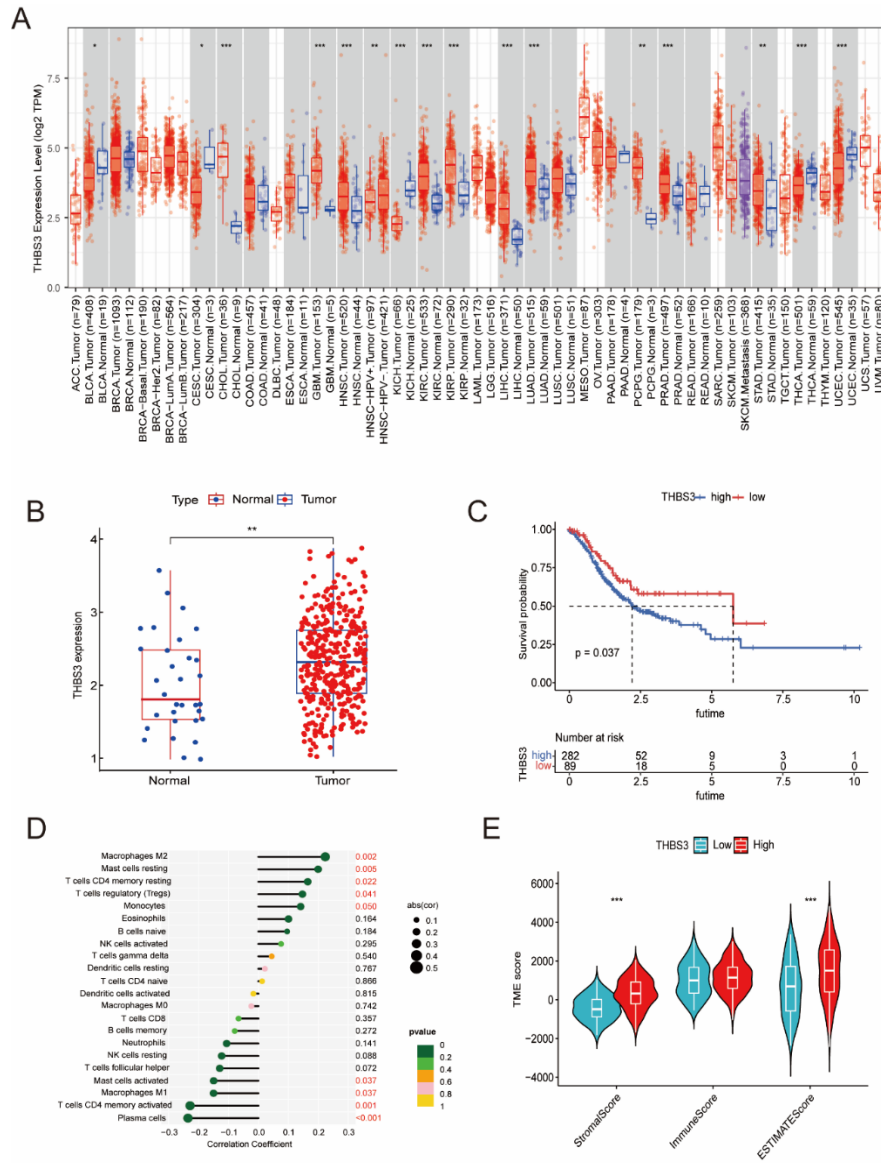 A
* * *** *** *** ** *** *** *** *** *** ** *** ** *** ***
THBS3 Expression Level (log2 TPM)
7.5
5.0
2.5
0.0
ACC.Tumor (n=79)
BLCA.Tumor (n=408)
BLCA.Normal (n=19)
BRCA.Tumor (n=1093)
BRCA.Normal (n=112)
BRCA-Basal.Tumor (n=190)
BRCA-Her2.Tumor (n=82)
BRCA-LumA.Tumor (n=564)
BRCA-LumB.Tumor (n=217)
CESC.Tumor (n=304)
CESC.Normal (n=3)
CHOL.Tumor (n=36)
CHOL.Normal (n=9)
COAD.Tumor (n=457)
COAD.Normal (n=41)
DLBC.Tumor (n=48)
ESCA.Tumor (n=184)
ESCA.Normal (n=11)
GBM.Tumor (n=153)
GBM.Normal (n=5)
HNSC.Tumor (n=520)
HNSC.Normal (n=44)
HNSC-HPV+.Tumor (n=97)
HNSC-HPV-.Tumor (n=421)
KICH.Tumor (n=66)
KICH.Normal (n=25)
KIRC.Tumor (n=533)
KIRC.Normal (n=72)
KIRP.Tumor (n=290)
KIRP.Normal (n=32)
LAML.Tumor (n=173)
LGG.Tumor (n=516)
LIHC.Tumor (n=371)
LIHC.Normal (n=50)
LUAD.Tumor (n=515)
LUAD.Normal (n=59)
LUSC.Tumor (n=501)
LUSC.Normal (n=51)
MESO.Tumor (n=87)
OV.Tumor (n=303)
PAAD.Tumor (n=178)
PAAD.Normal (n=4)
PCPG.Tumor (n=179)
PCPG.Normal (n=3)
PRAD.Tumor (n=497)
PRAD.Normal (n=52)
READ.Tumor (n=166)
READ.Normal (n=10)
SARC.Tumor (n=259)
SKCM.Tumor (n=103)
SKCM.Metastasis (n=368)
STAD.Tumor (n=415)
STAD.Normal (n=35)
TGCT.Tumor (n=150)
THCA.Tumor (n=501)
THCA.Normal (n=59)
THYM.Tumor (n=120)
UCEC.Tumor (n=545)
UCEC.Normal (n=35)
UCS.Tumor (n=57)
UVM.Tumor (n=80)
B
Type Normal Tumor
**
THBS3 expression
4
3
2
1
Normal Tumor
C
THBS3 high low
Survival probability
1.00
0.75
0.50
0.25
0.00
p = 0.037
0 2.5 5 7.5 10
futime
Number at risk
THBS3
high 282 52 9 3 1
low 89 18 5 0 0
0 2.5 5 7.5 10
futime
D
Macrophages M2 0.002
Mast cells resting 0.005
T cells CD4 memory resting 0.022
T cells regulatory (Tregs) 0.041
Monocytes 0.050
Eosinophils 0.164
B cells naive 0.184
NK cells activated 0.295
T cells gamma delta 0.540
Dendritic cells resting 0.767
T cells CD4 naive 0.866
Dendritic cells activated 0.815
Macrophages M0 0.742
T cells CD8 0.357
B cells memory 0.272
Neutrophils 0.141
NK cells resting 0.088
T cells follicular helper 0.072
Mast cells activated 0.037
Macrophages M1 0.037
T cells CD4 memory activated 0.001
Plasma cells <0.001
-0.3 -0.2 -0.1 0.0 0.1 0.2 0.3
Correlation Coefficient
abs(cor)
0.1
0.2
0.3
0.4
0.5
pvalue
0
0.2
0.4
0.6
0.8
1
E
THBS3 Low High
*** ***
TME score
6000
4000
2000
0
-2000
-4000
StromalScore
ImmuneScore
ESTIMATEScore